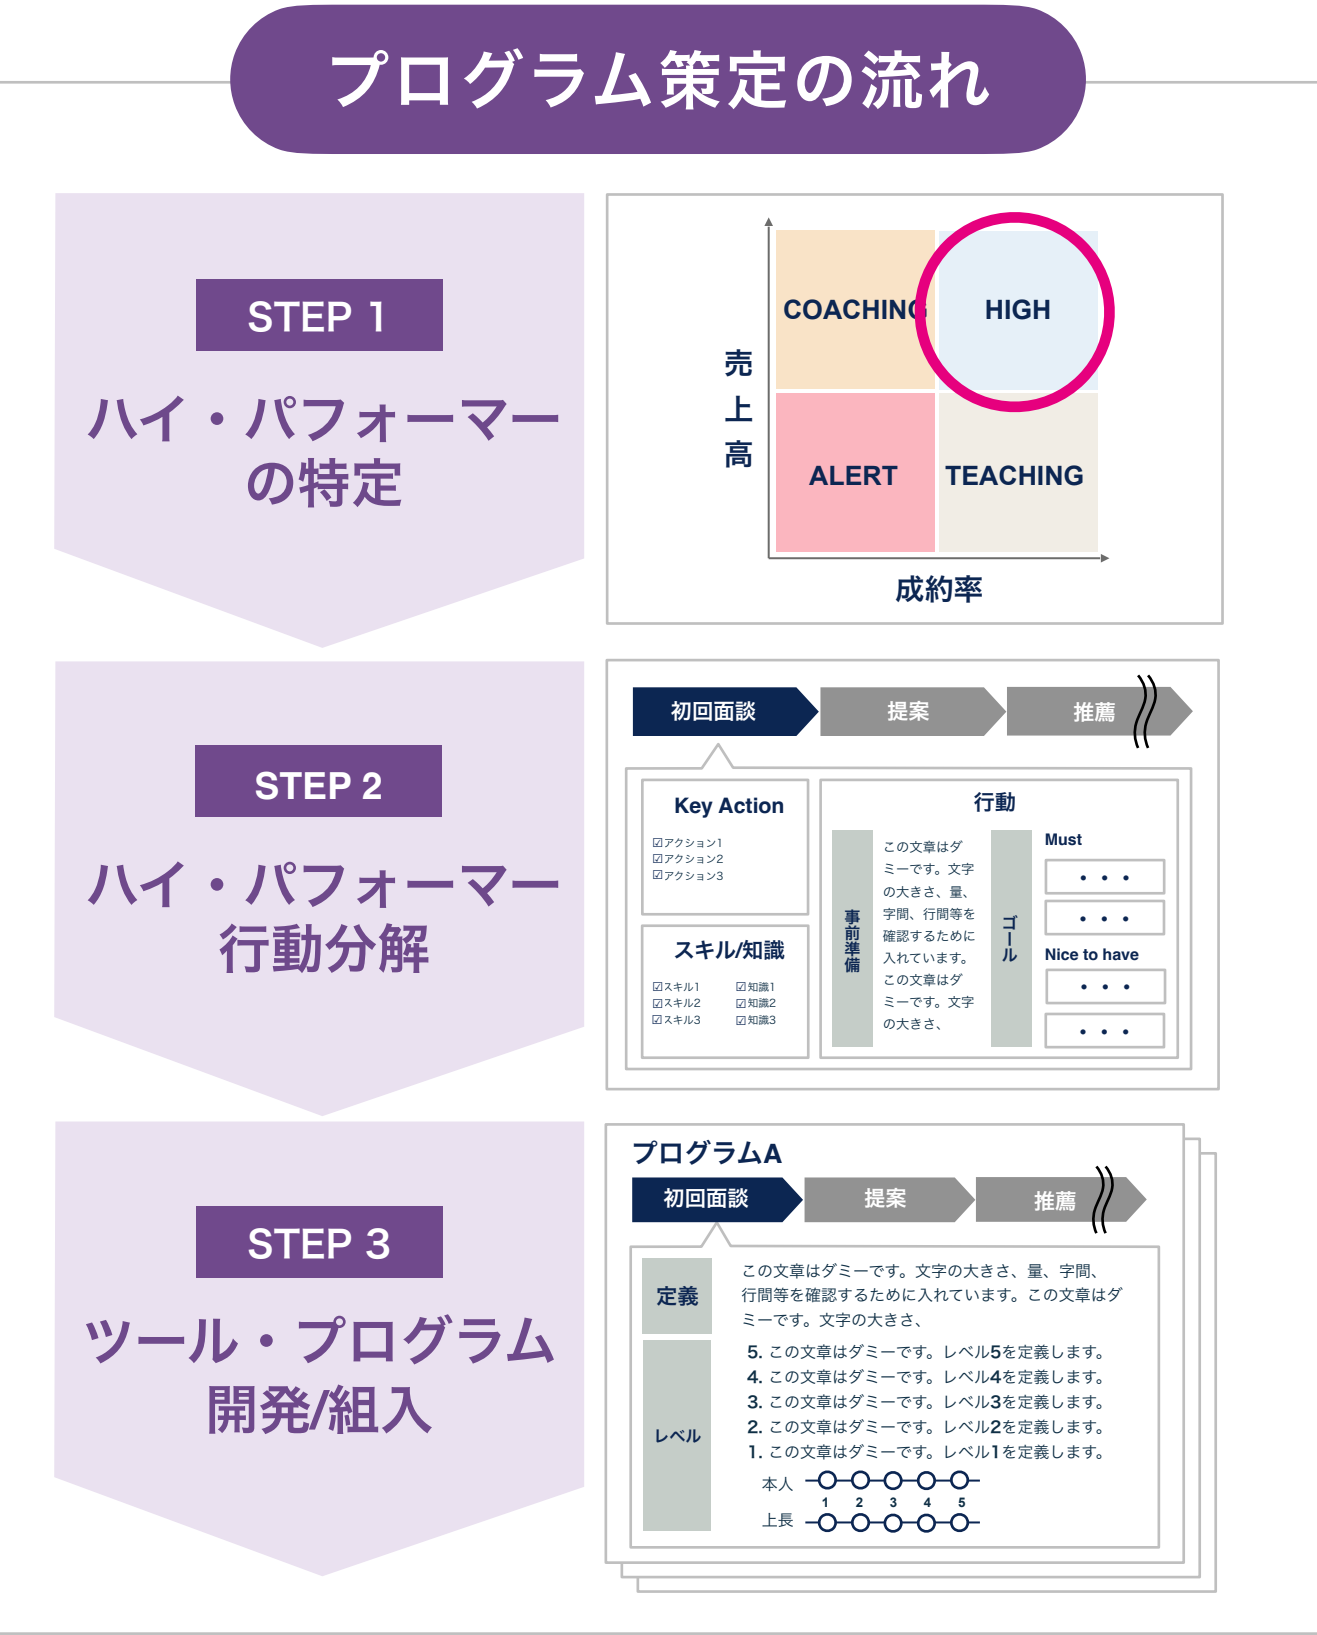 プログラム策定の流れ
STEP 1
ハイ・パフォーマー
の特定
売上高
COACHING
HIGH
ALERT
TEACHING
成約率
STEP 2
ハイ・パフォーマー
行動分解
初回面談
提案
推薦
Key Action
☑アクション1
☑アクション2
☑アクション3
スキル/知識
☑スキル1
☑スキル2
☑スキル3
☑知識1
☑知識2
☑知識3
行動
事前準備
この文章はダ
ミーです。文字
の大きさ、量、
字間、行間等を
確認するために
入れています。
この文章はダ
ミーです。文字
の大きさ、
ゴール
Must
・・・
・・・
Nice to have
・・・
・・・
STEP 3
ツール・プログラム
開発/組入
プログラムA
初回面談
提案
推薦
定義
この文章はダミーです。文字の大きさ、量、字間、
行間等を確認するために入れています。この文章はダ
ミーです。文字の大きさ、
レベル
5. この文章はダミーです。レベル5を定義します。
4. この文章はダミーです。レベル4を定義します。
3. この文章はダミーです。レベル3を定義します。
2. この文章はダミーです。レベル2を定義します。
1. この文章はダミーです。レベル1を定義します。
本人
1 2 3 4 5
上長